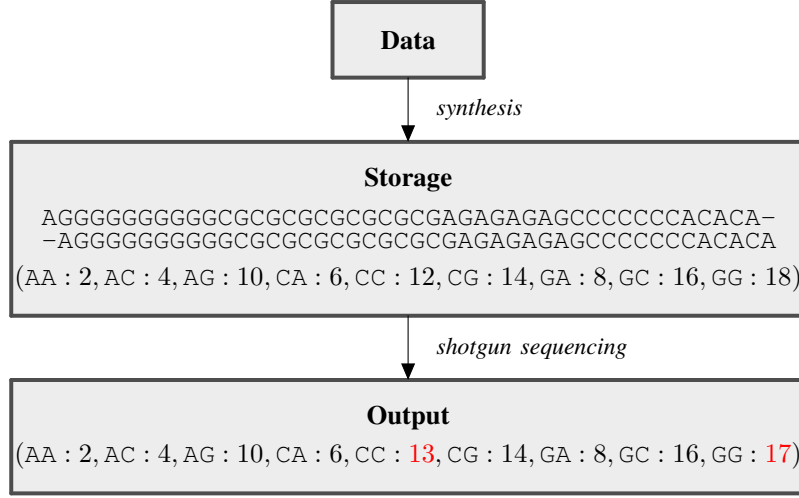 Data
synthesis
Storage
AGGGGGGGGGGCGCGCGCGCGCGCGAGAGAGAGCCCCCCCACACA–
–AGGGGGGGGGGCGCGCGCGCGCGCGAGAGAGAGCCCCCCCACACA
(AA : 2, AC : 4, AG : 10, CA : 6, CC : 12, CG : 14, GA : 8, GC : 16, GG : 18)
shotgun sequencing
Output
(AA : 2, AC : 4, AG : 10, CA : 6, CC : 13, CG : 14, GA : 8, GC : 16, GG : 17)